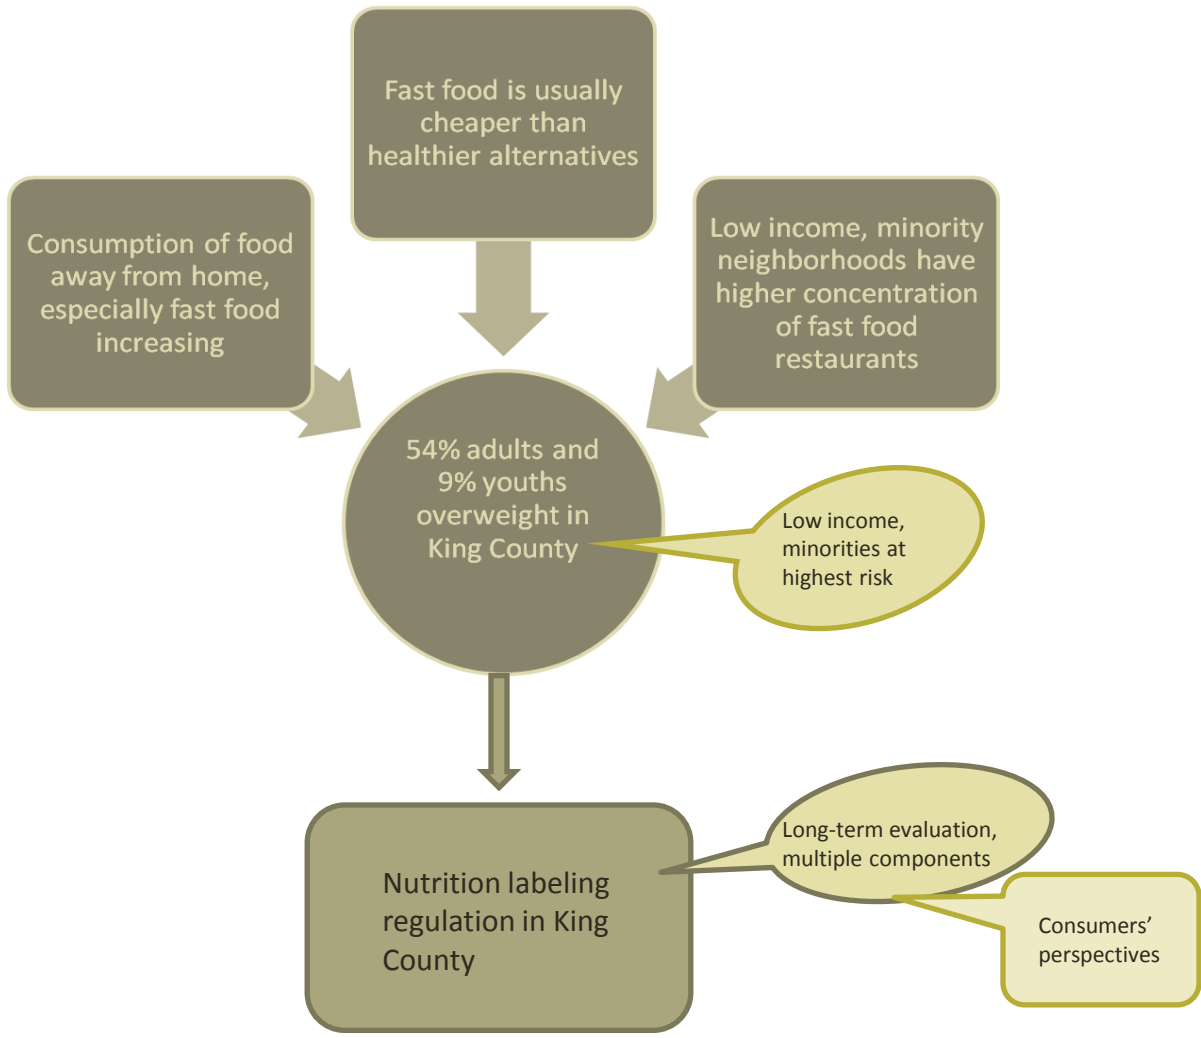 Fast food is usually
cheaper than
healthier alternatives
Consumption of food
away from home,
especially fast food
increasing
Low income, minority
neighborhoods have
higher concentration
of fast food
restaurants
54% adults and
9% youths
overweight in
King County
Low income,
minorities at
highest risk
Long-term evaluation,
multiple components
Nutrition labeling
regulation in King
County
Consumers’
perspectives